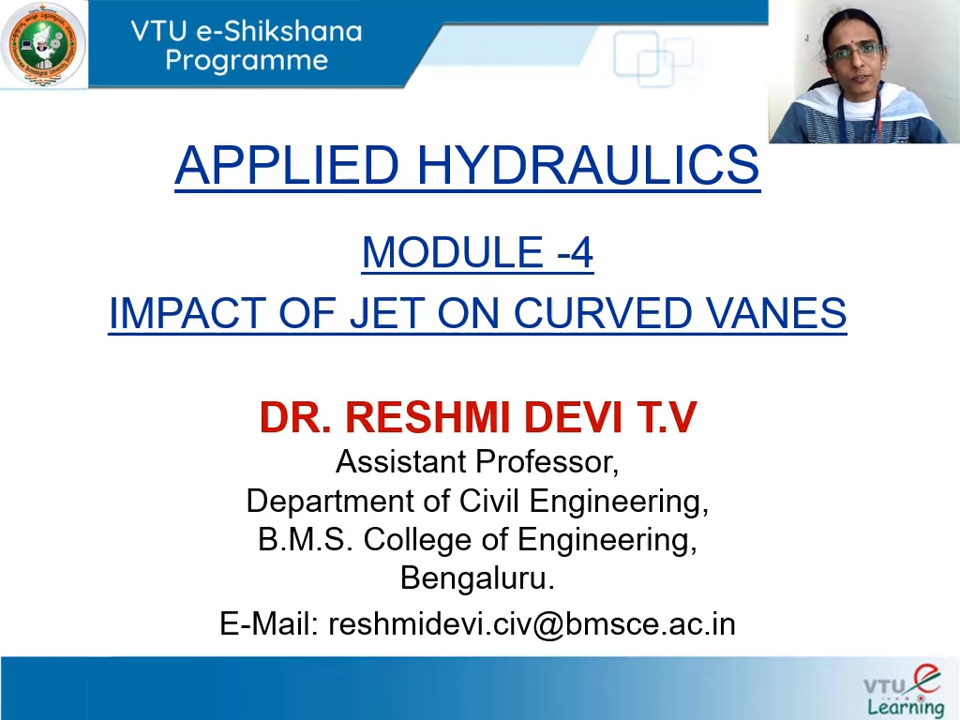 VTU e-Shikshana
Programme
APPLIED HYDRAULICS
MODULE -4
IMPACT OF JET ON CURVED VANES
DR. RESHMI DEVI T.V
Assistant Professor,
Department of Civil Engineering,
B.M.S. College of Engineering,
Bengaluru.
E-Mail: reshmidevi.civ@bmsce.ac.in
VTU e
Learning